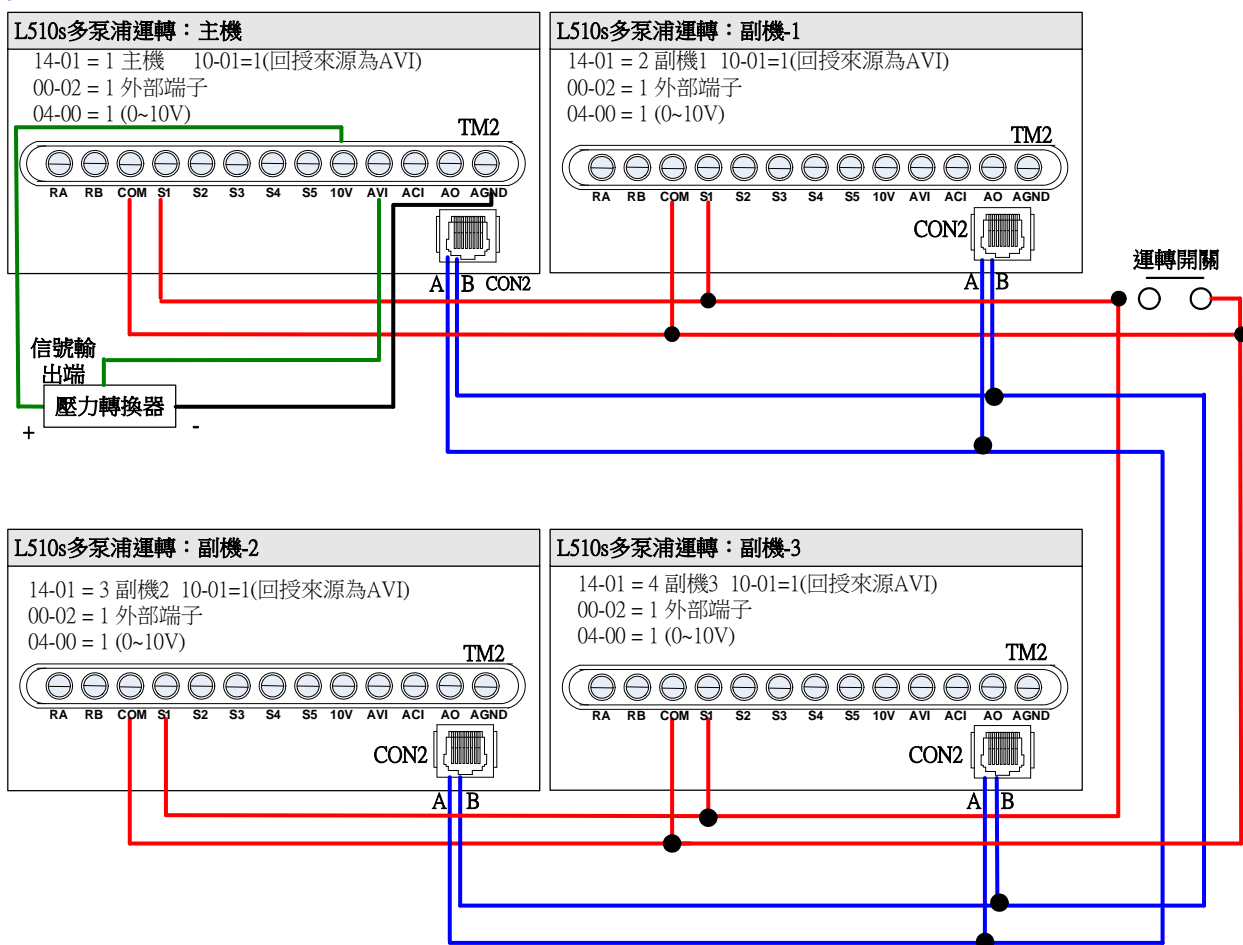 L510s多泵浦運轉：主機
14-01 = 1 主機 10-01=1(回授來源為AVI)
00-02 = 1 外部端子
04-00 = 1 (0~10V)
TM2
RA RB COM S1 S2 S3 S4 S5 10V AVI ACI AO AGND
A B CON2
L510s多泵浦運轉：副機-1
14-01 = 2 副機1 10-01=1(回授來源為AVI)
00-02 = 1 外部端子
04-00 = 1 (0~10V)
TM2
RA RB COM S1 S2 S3 S4 S5 10V AVI ACI AO AGND
CON2
A B
運轉開關
信號輸
出端
壓力轉換器
+ -
L510s多泵浦運轉：副機-2
14-01 = 3 副機2 10-01=1(回授來源為AVI)
00-02 = 1 外部端子
04-00 = 1 (0~10V)
TM2
RA RB COM S1 S2 S3 S4 S5 10V AVI ACI AO AGND
CON2
A B
L510s多泵浦運轉：副機-3
14-01 = 4 副機3 10-01=1(回授來源AVI)
00-02 = 1 外部端子
04-00 = 1 (0~10V)
TM2
RA RB COM S1 S2 S3 S4 S5 10V AVI ACI AO AGND
CON2
A B